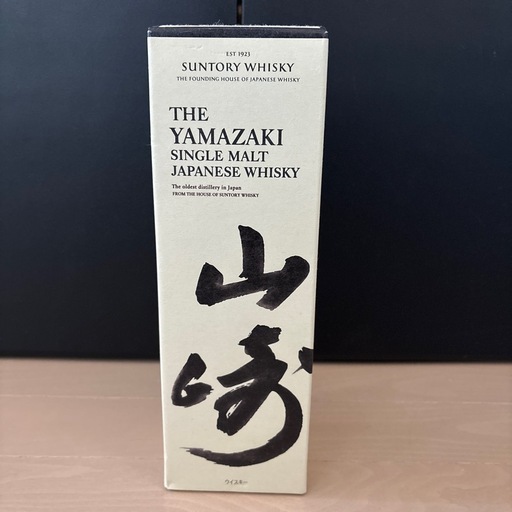 EST 1923
SUNTORY WHISKY
THE FOUNDING HOUSE OF JAPANESE WHISKY
THE
YAMAZAKI
SINGLE MALT
JAPANESE WHISKY
The oldest distillery in Japan
FROM THE HOUSE OF SUNTORY WHISKY
山
崎
ウイスキー